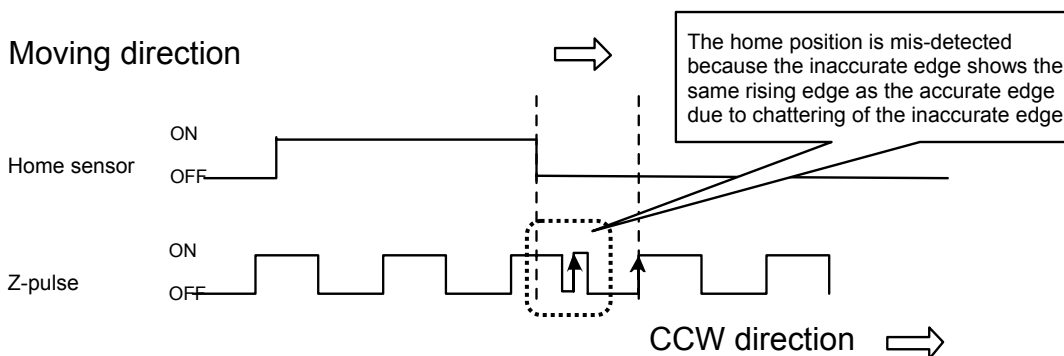 Moving direction
The home position is mis-detected
because the inaccurate edge shows the
same rising edge as the accurate edge
due to chattering of the inaccurate edge
ON
Home sensor
OFF
ON
Z-pulse
OFF
CCW direction